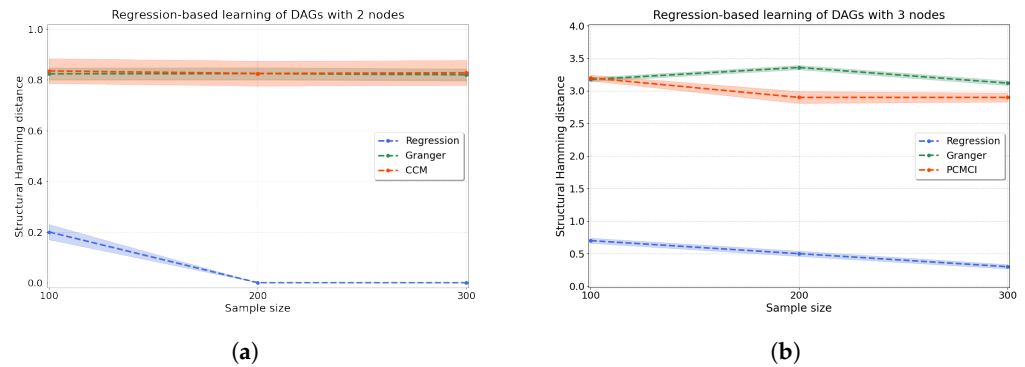 Regression-based learning of DAGs with 2 nodes
Structural Hamming distance
1.0
0.8
0.6
0.4
0.2
0.0
Regression
Granger
CCM
100
200
300
Sample size
(a)
Regression-based learning of DAGs with 3 nodes
Structural Hamming distance
4.0
3.5
3.0
2.5
2.0
1.5
1.0
0.5
0.0
Regression
Granger
PCMCI
100
200
300
Sample size
(b)